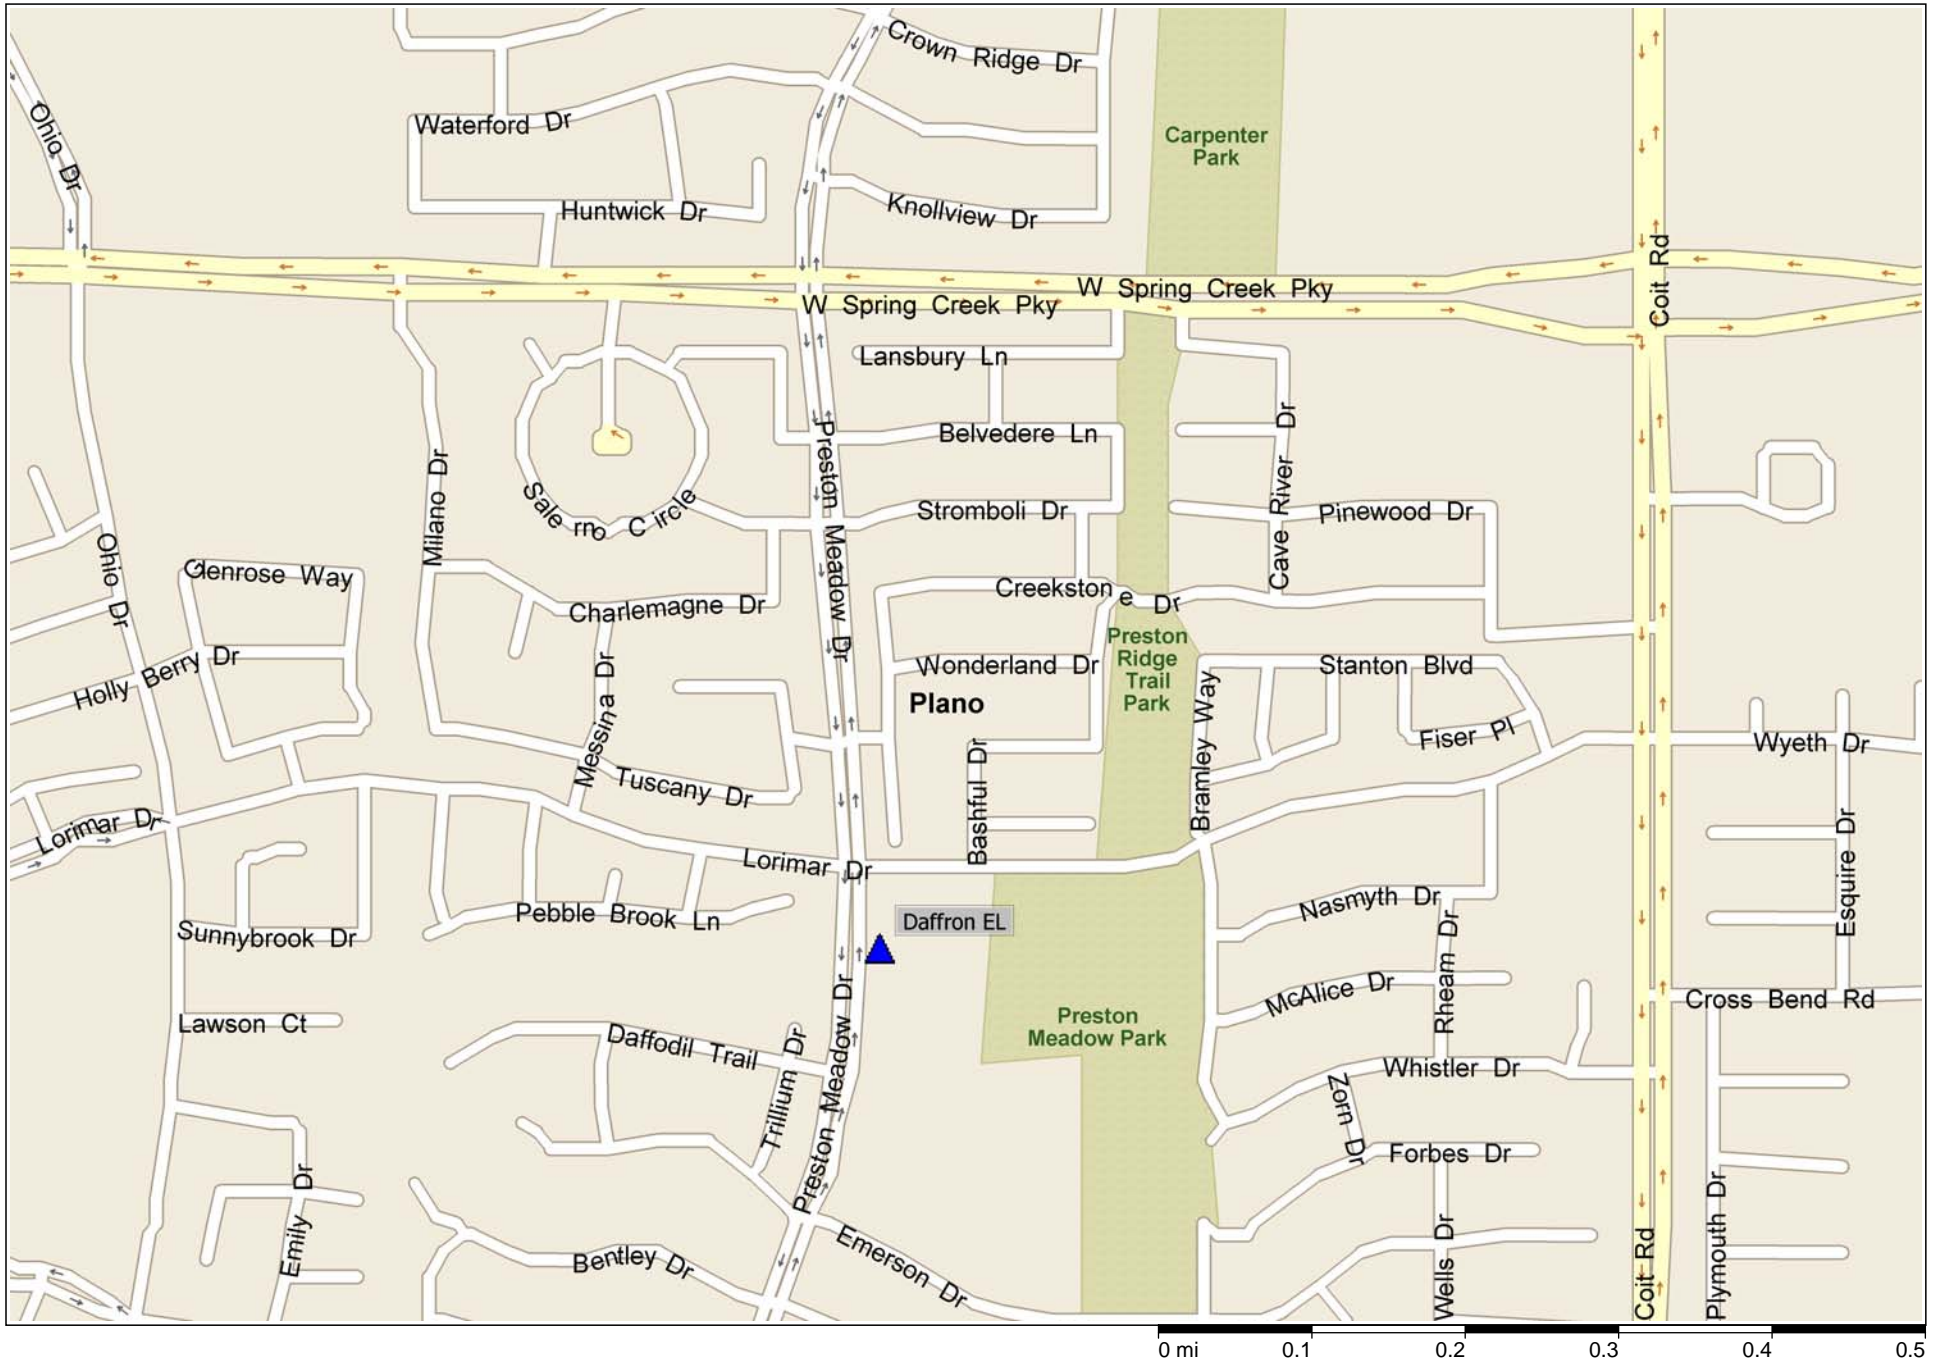 Crown Ridge Dr
Ohio Dr
Waterford Dr
Carpenter
Park
Huntwick Dr
Knollview Dr
Coit Rd
W Spring Creek Pky
W Spring Creek Pky
Lansbury Ln
Cave River Dr
Belvedere Ln
Preston Meadow Dr
Milano Dr
Salerno Circle
Stromboli Dr
Pinewood Dr
Ohio Dr
Glenrose Way
Charlemagne Dr
Creekstone Dr
Holly Berry Dr
Messina Dr
Wonderland Dr
Preston
Ridge
Trail
Park
Stanton Blvd
Bramley Way
Plano
Fiser Pl
Wyeth Dr
Bashful Dr
Tuscany Dr
Lorimar Dr
Lorimar Dr
Esquire Dr
Nasmyth Dr
Pebble Brook Ln
Daffron EL
Sunnybrook Dr
Rheam Dr
McAlice Dr
Cross Bend Rd
Preston
Meadow Park
Lawson Ct
Daffodil Trail
Trillium Dr
Preston Meadow Dr
Whistler Dr
Zorn Dr
Forbes Dr
Emily Dr
Plymouth Dr
Bentley Dr
Emerson Dr
Wells Dr
Coit Rd
0 mi 0.1 0.2 0.3 0.4 0.5